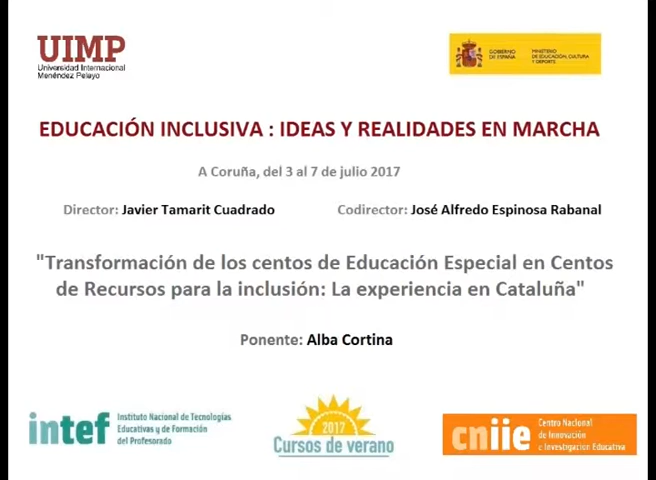 UIMP
Universidad Internacional
Menéndez Pelayo
GOBIERNO
DE ESPAÑA
MINISTERIO
DE EDUCACIÓN, CULTURA
Y DEPORTE
EDUCACIÓN INCLUSIVA : IDEAS Y REALIDADES EN MARCHA
A Coruña, del 3 al 7 de julio 2017
Director: Javier Tamarit Cuadrado
Codirector: José Alfredo Espinosa Rabanal
"Transformación de los centos de Educación Especial en Centos
de Recursos para la inclusión: La experiencia en Cataluña"
Ponente: Alba Cortina
intef
Instituto Nacional de Tecnologías
Educativas y de Formación
del Profesorado
2017
Cursos de verano
cniie
Centro Nacional
de Innovación
e Investigación Educativa